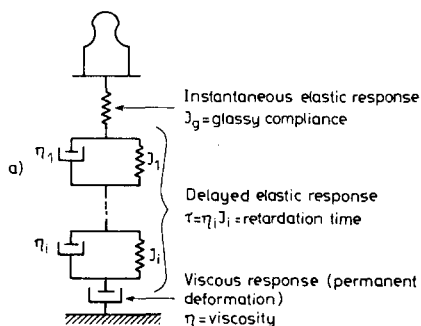 Instantaneous elastic response
Jg=glassy compliance
η1
J1
a)
Delayed elastic response
τ=ηiJi=retardation time
ηi
Ji
Viscous response (permanent
deformation)
η=viscosity